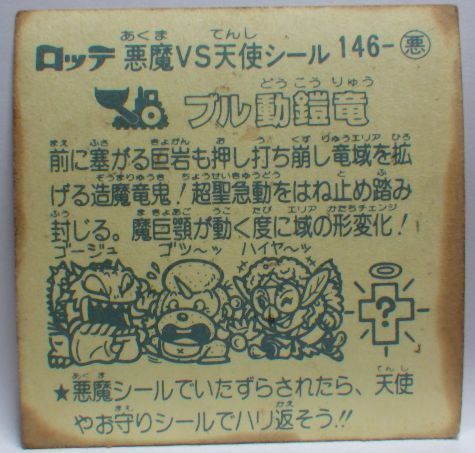 ロッテ 悪魔VS天使シール 146-悪
ブル動鎧竜
前に塞がる巨岩も押し打ち崩し竜域を拡
げる造魔竜鬼！超聖急動をはね止め踏み
封じる。魔巨顎が動く度に域の形変化！
ゴージュ ゴツ〜ッ ハイヤ〜ッ
?
★悪魔シールでいたずらされたら、天使
やお守りシールでハリ返そう!!